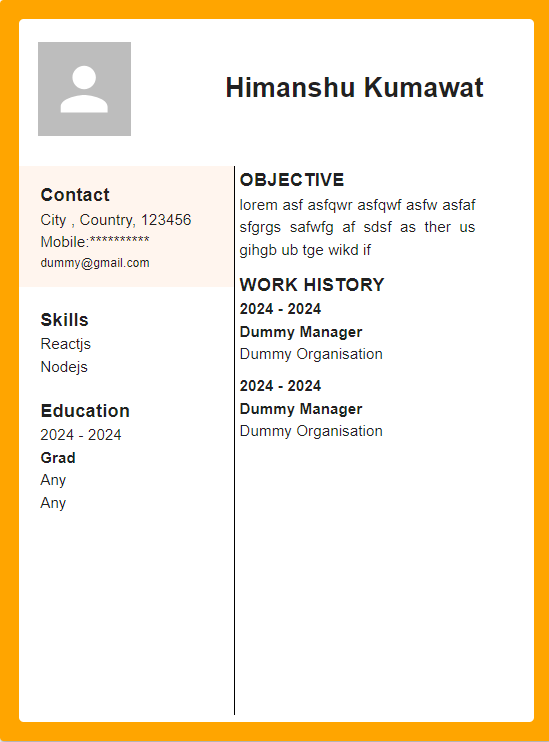 Himanshu Kumawat
Contact
City , Country, 123456
Mobile:**********
dummy@gmail.com
Skills
Reactjs
Nodejs
Education
2024 - 2024
Grad
Any
Any
OBJECTIVE
lorem asf asfqwr asfqwf asfw asfaf
sfgrgs safwfg af sdsf as ther us
gihgb ub tge wikd if
WORK HISTORY
2024 - 2024
Dummy Manager
Dummy Organisation
2024 - 2024
Dummy Manager
Dummy Organisation